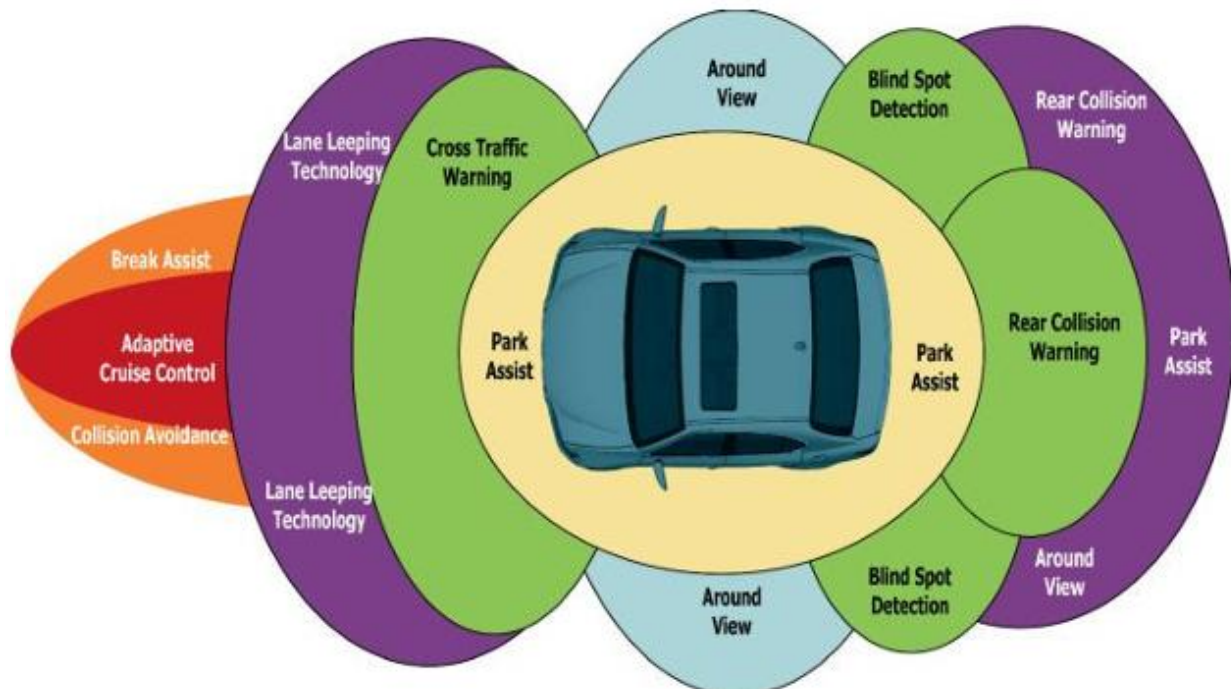 Around
View
Blind Spot
Detection
Rear Collision
Warning
Lane Leeping
Technology
Cross Traffic
Warning
Break Assist
Adaptive
Cruise Control
Collision Avoidance
Park
Assist
Park
Assist
Rear Collision
Warning
Park
Assist
Lane Leeping
Technology
Around
View
Blind Spot
Detection
Around
View